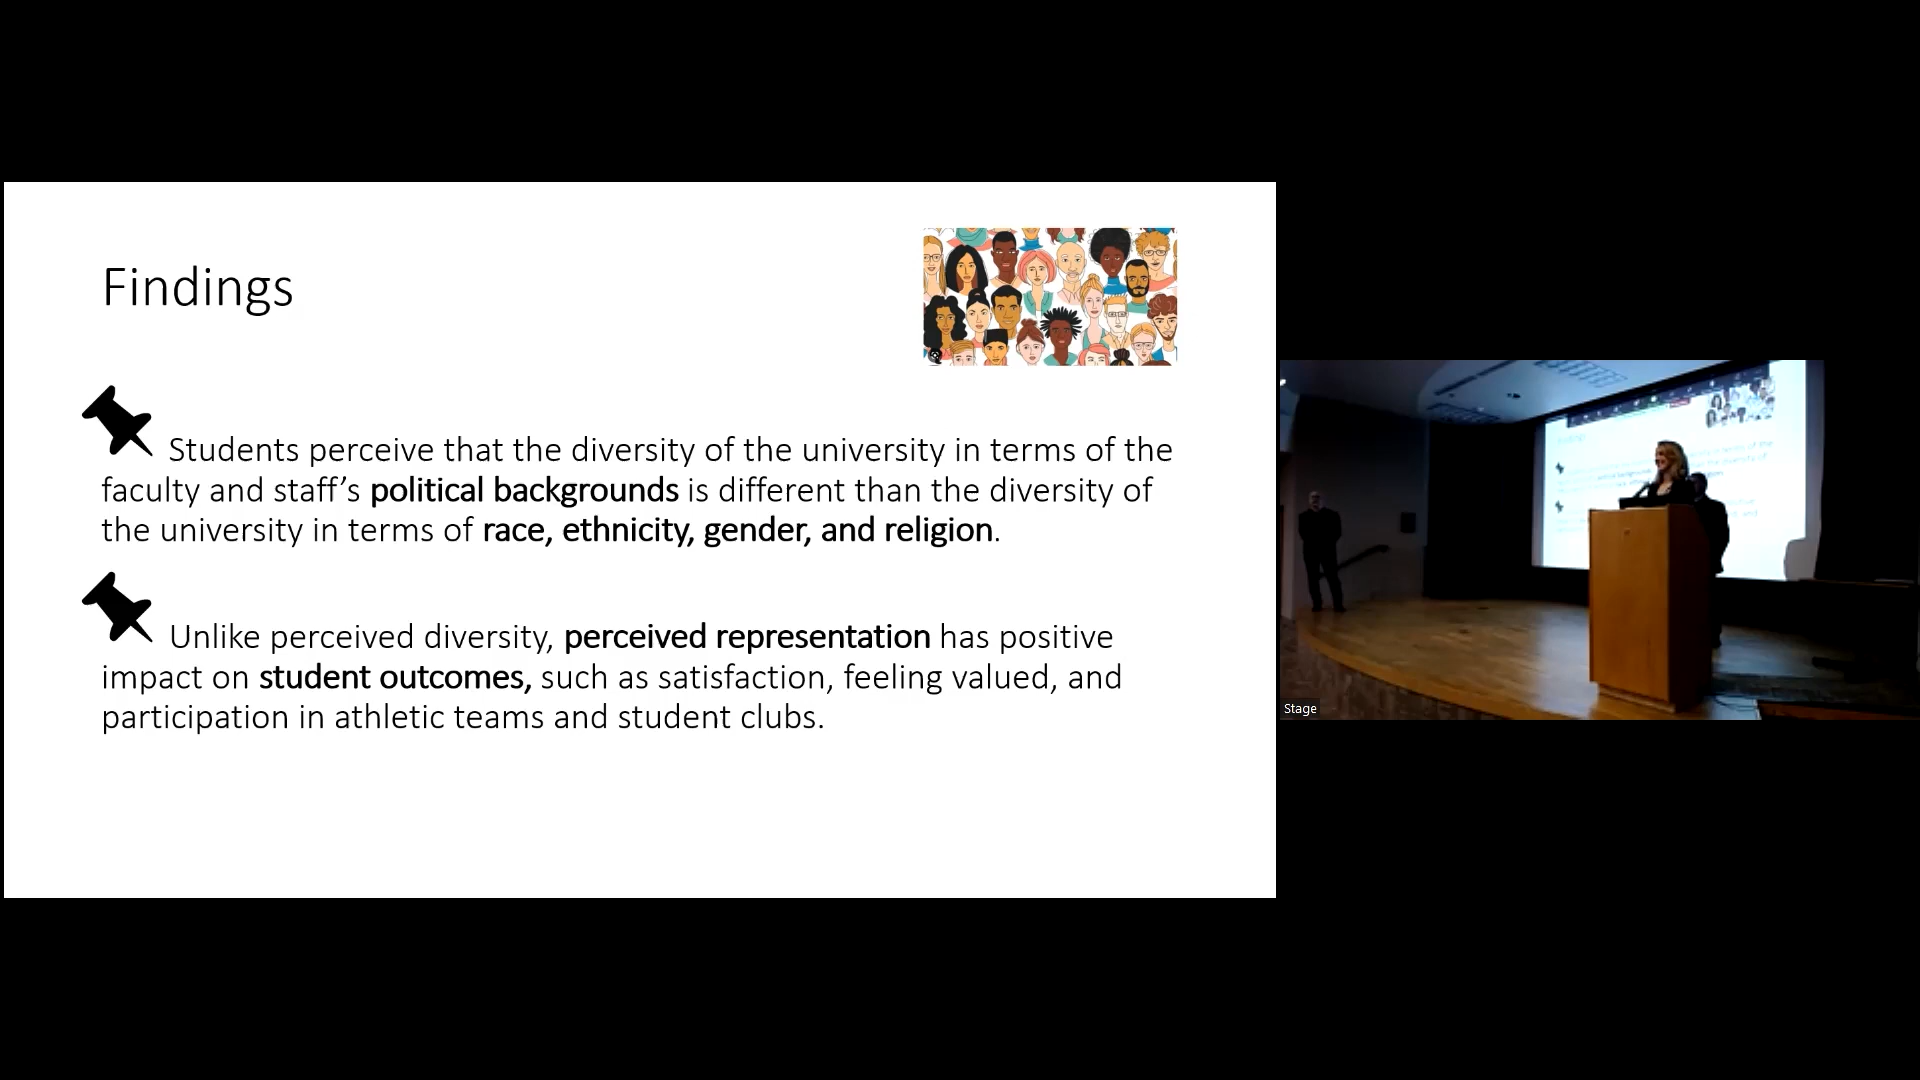 Findings
Students perceive that the diversity of the university in terms of the
faculty and staff’s political backgrounds is different than the diversity of
the university in terms of race, ethnicity, gender, and religion.
Unlike perceived diversity, perceived representation has positive
impact on student outcomes, such as satisfaction, feeling valued, and
participation in athletic teams and student clubs.
Stage